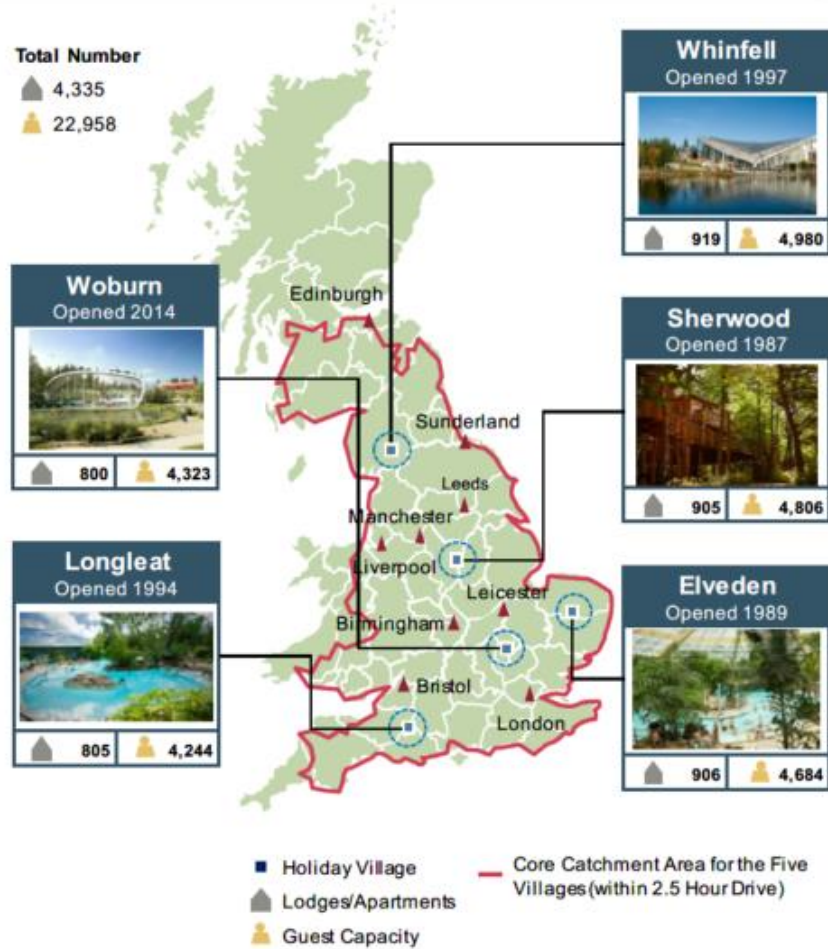 Total Number
4,335
22,958
Whinfell
Opened 1997
919 4,980
Woburn
Opened 2014
800 4,323
Sherwood
Opened 1987
905 4,806
Longleat
Opened 1994
805 4,244
Elveden
Opened 1989
906 4,684
Edinburgh
Sunderland
Leeds
Manchester
Liverpool
Leicester
Birmingham
Bristol
London
Holiday Village
Lodges/Apartments
Guest Capacity
Core Catchment Area for the Five
Villages(within 2.5 Hour Drive)